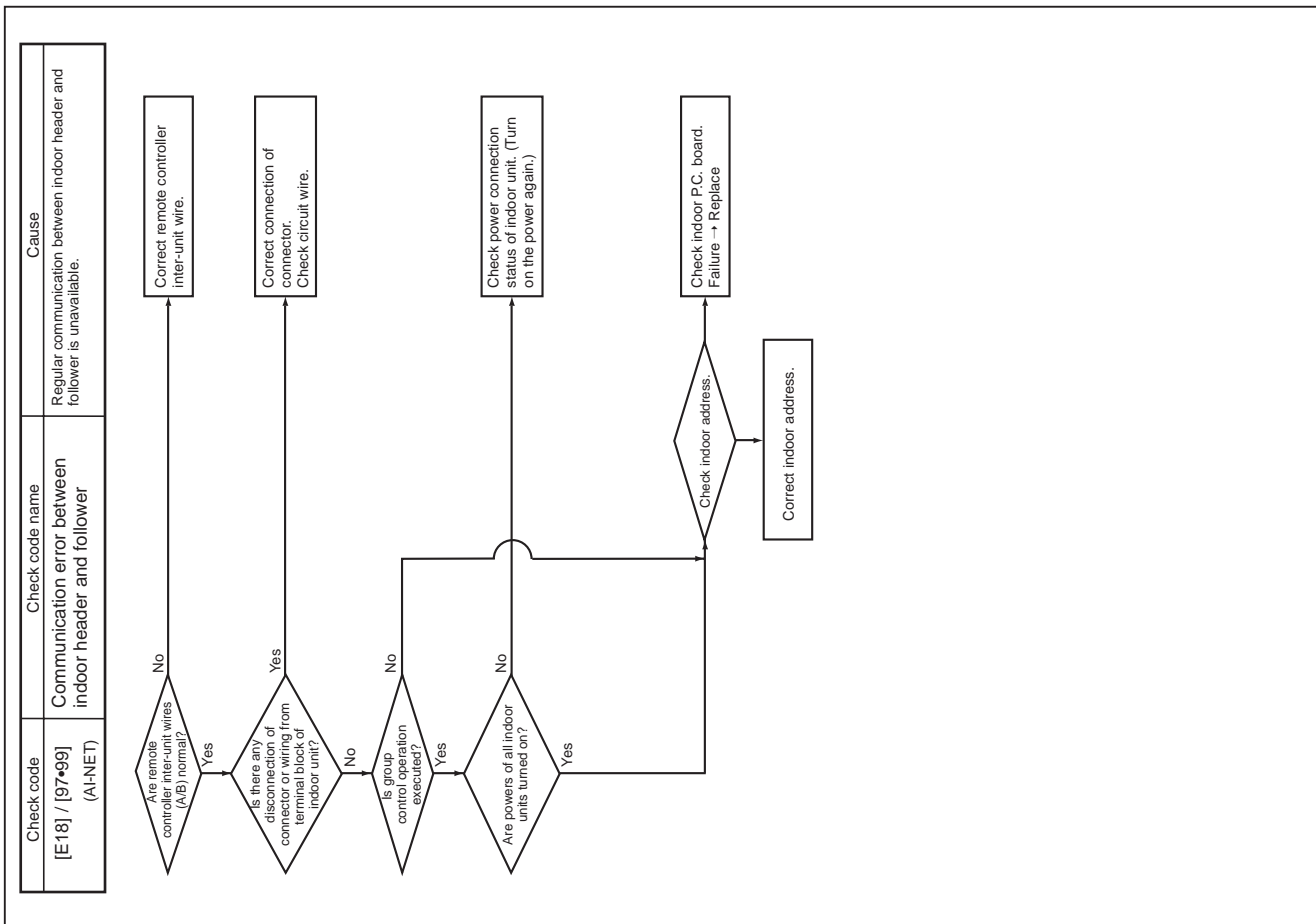 Check code
Check code name
Cause
[E18] / [97•99]
(AI-NET)
Communication error between
indoor header and follower
Regular communication between indoor header and
follower is unavailable.
Are remote
controller inter-unit wires
(A/B) normal?
No
Correct remote controller
inter-unit wire.
Yes
Is there any
disconnection of
connector or wiring from
terminal block of
indoor unit?
Yes
Correct connection of
connector.
Check circuit wire.
No
Is group
control operation
executed?
No
Yes
Are powers of all indoor
units turned on?
No
Check power connection
status of indoor unit. (Turn
on the power again.)
Yes
Check indoor address.
Check indoor P.C. board.
Failure → Replace
Correct indoor address.